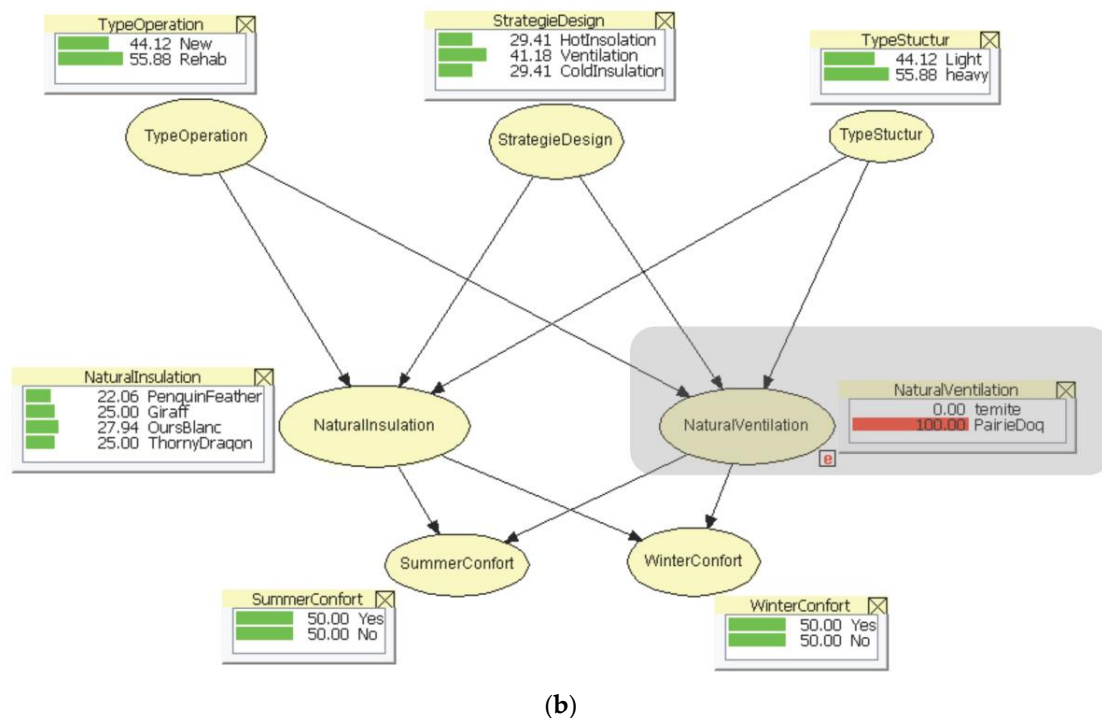 TypeOperation
44.12 New
55.88 Rehab
StrategieDesign
29.41 HotInsolation
41.18 Ventilation
29.41 ColdInsulation
TypeStuctur
44.12 Light
55.88 heavy
TypeOperation
StrategieDesign
TypeStuctur
NaturalInsulation
22.06 PenquinFeather
25.00 Giraff
27.94 OursBlanc
25.00 ThornyDraqon
NaturalInsulation
NaturalVentilation
e
NaturalVentilation
0.00 temite
100.00 PairieDoq
SummerConfort
WinterConfort
SummerConfort
50.00 Yes
50.00 No
WinterConfort
50.00 Yes
50.00 No
(b)